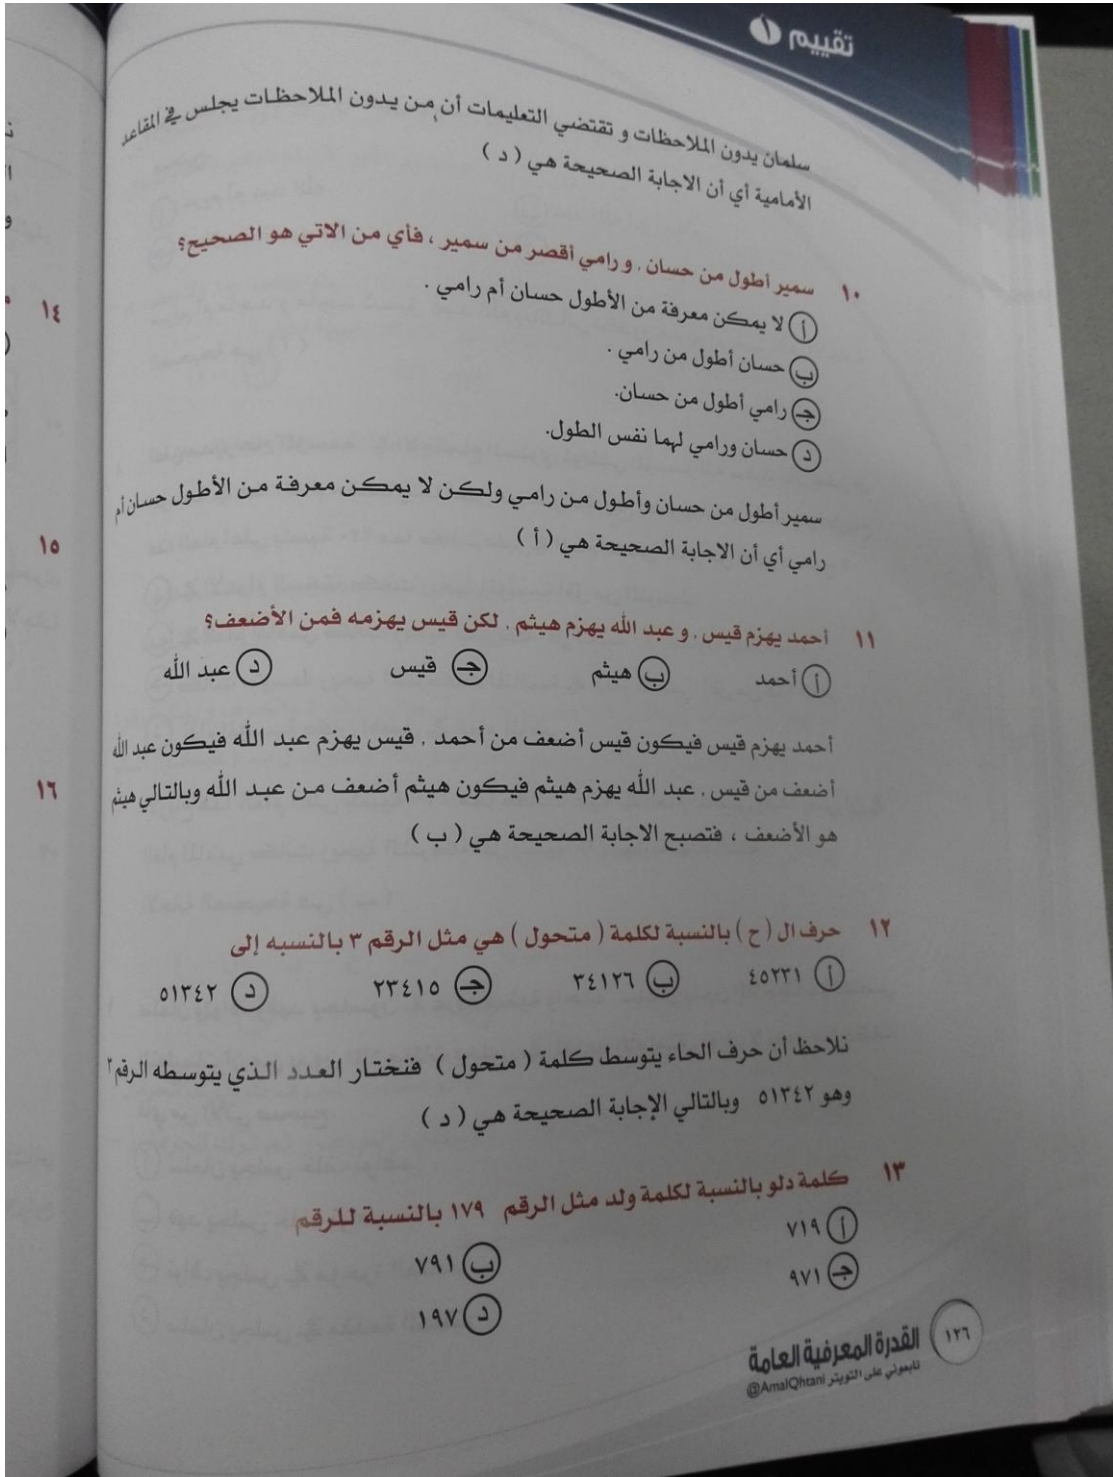 تقييم ١
سلمان يدون الملاحظات و تقتضي التعليمات أن من يدون الملاحظات يجلس في المقاعد
الأمامية أي أن الاجابة الصحيحة هي ( د )
١٠ سمير أطول من حسان . و رامي أقصر من سمير ، فأي من الاتي هو الصحيح؟
أ لا يمكن معرفة من الأطول حسان أم رامي .
ب حسان أطول من رامي .
جـ رامي أطول من حسان.
د حسان ورامي لهما نفس الطول.
سمير أطول من حسان وأطول من رامي ولكن لا يمكن معرفة من الأطول حسان أم
رامي أي أن الاجابة الصحيحة هي ( أ )
١١ أحمد يهزم قيس . و عبد الله يهزم هيثم . لكن قيس يهزمه فمن الأضعف؟
أ أحمد ب هيثم جـ قيس د عبد الله
أحمد يهزم قيس فيكون قيس أضعف من أحمد . قيس يهزم عبد الله فيكون عبد الله
أضعف من قيس . عبد الله يهزم هيثم فيكون هيثم أضعف من عبد الله وبالتالي هيثم
هو الأضعف ، فتصبح الاجابة الصحيحة هي ( ب )
١٢ حرف ال ( ح ) بالنسبة لكلمة ( متحول ) هي مثل الرقم ٣ بالنسبه إلى
أ ٤٥٢٣١ ب ٣٤١٢٦ جـ ٢٣٤١٥ د ٥١٣٤٢
نلاحظ أن حرف الحاء يتوسط كلمة ( متحول ) فنختار العدد الذي يتوسطه الرقم
وهو ٥١٣٤٢ وبالتالي الإجابة الصحيحة هي ( د )
١٣ كلمة دلو بالنسبة لكلمة ولد مثل الرقم ١٧٩ بالنسبة للرقم
أ ٧١٩
ب ٧٩١
جـ ٩٧١
د ١٩٧
١٢٦
القدرة المعرفية العامة
تابعوني على التويتر @AmalQhtani
١٤
١٥
١٦